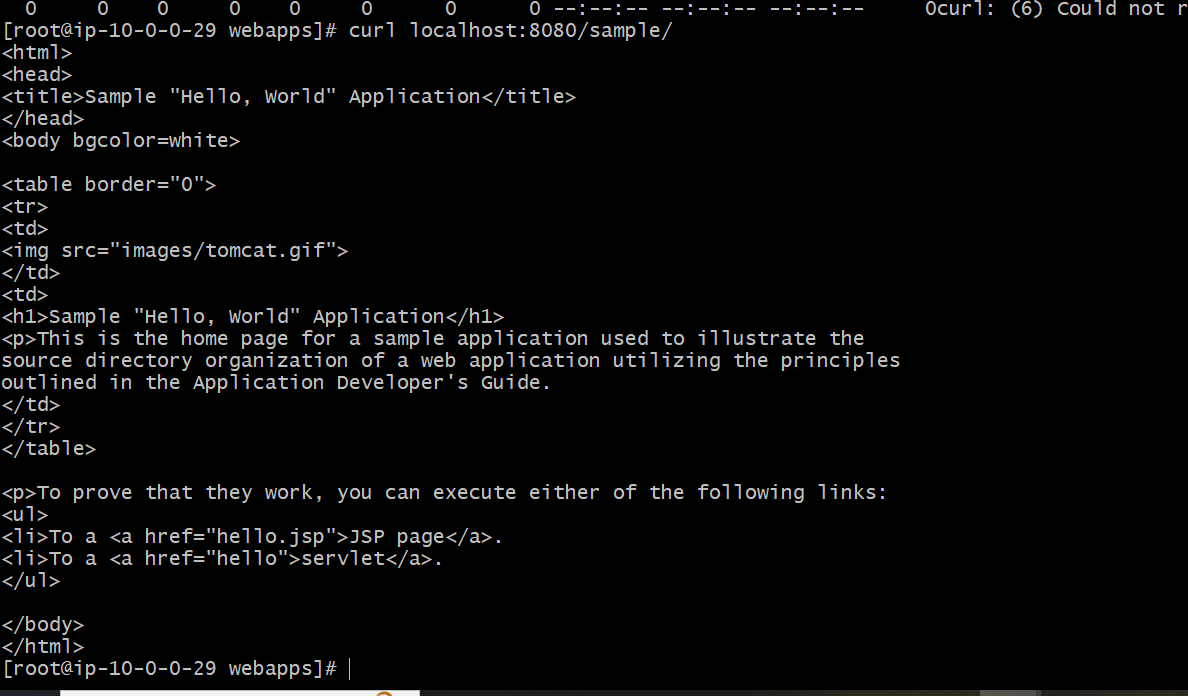 0 0 0 0 0 0 0 0 --:--:-- --:--:-- --:--:-- 0curl: (6) Could not r
[root@ip-10-0-0-29 webapps]# curl localhost:8080/sample/
<html>
<head>
<title>Sample "Hello, World" Application</title>
</head>
<body bgcolor=white>
<table border="0">
<tr>
<td>
<img src="images/tomcat.gif">
</td>
<td>
<h1>Sample "Hello, World" Application</h1>
<p>This is the home page for a sample application used to illustrate the
source directory organization of a web application utilizing the principles
outlined in the Application Developer's Guide.
</td>
</tr>
</table>
<p>To prove that they work, you can execute either of the following links:
<ul>
<li>To a <a href="hello.jsp">JSP page</a>.
<li>To a <a href="hello">servlet</a>.
</ul>
</body>
</html>
[root@ip-10-0-0-29 webapps]#